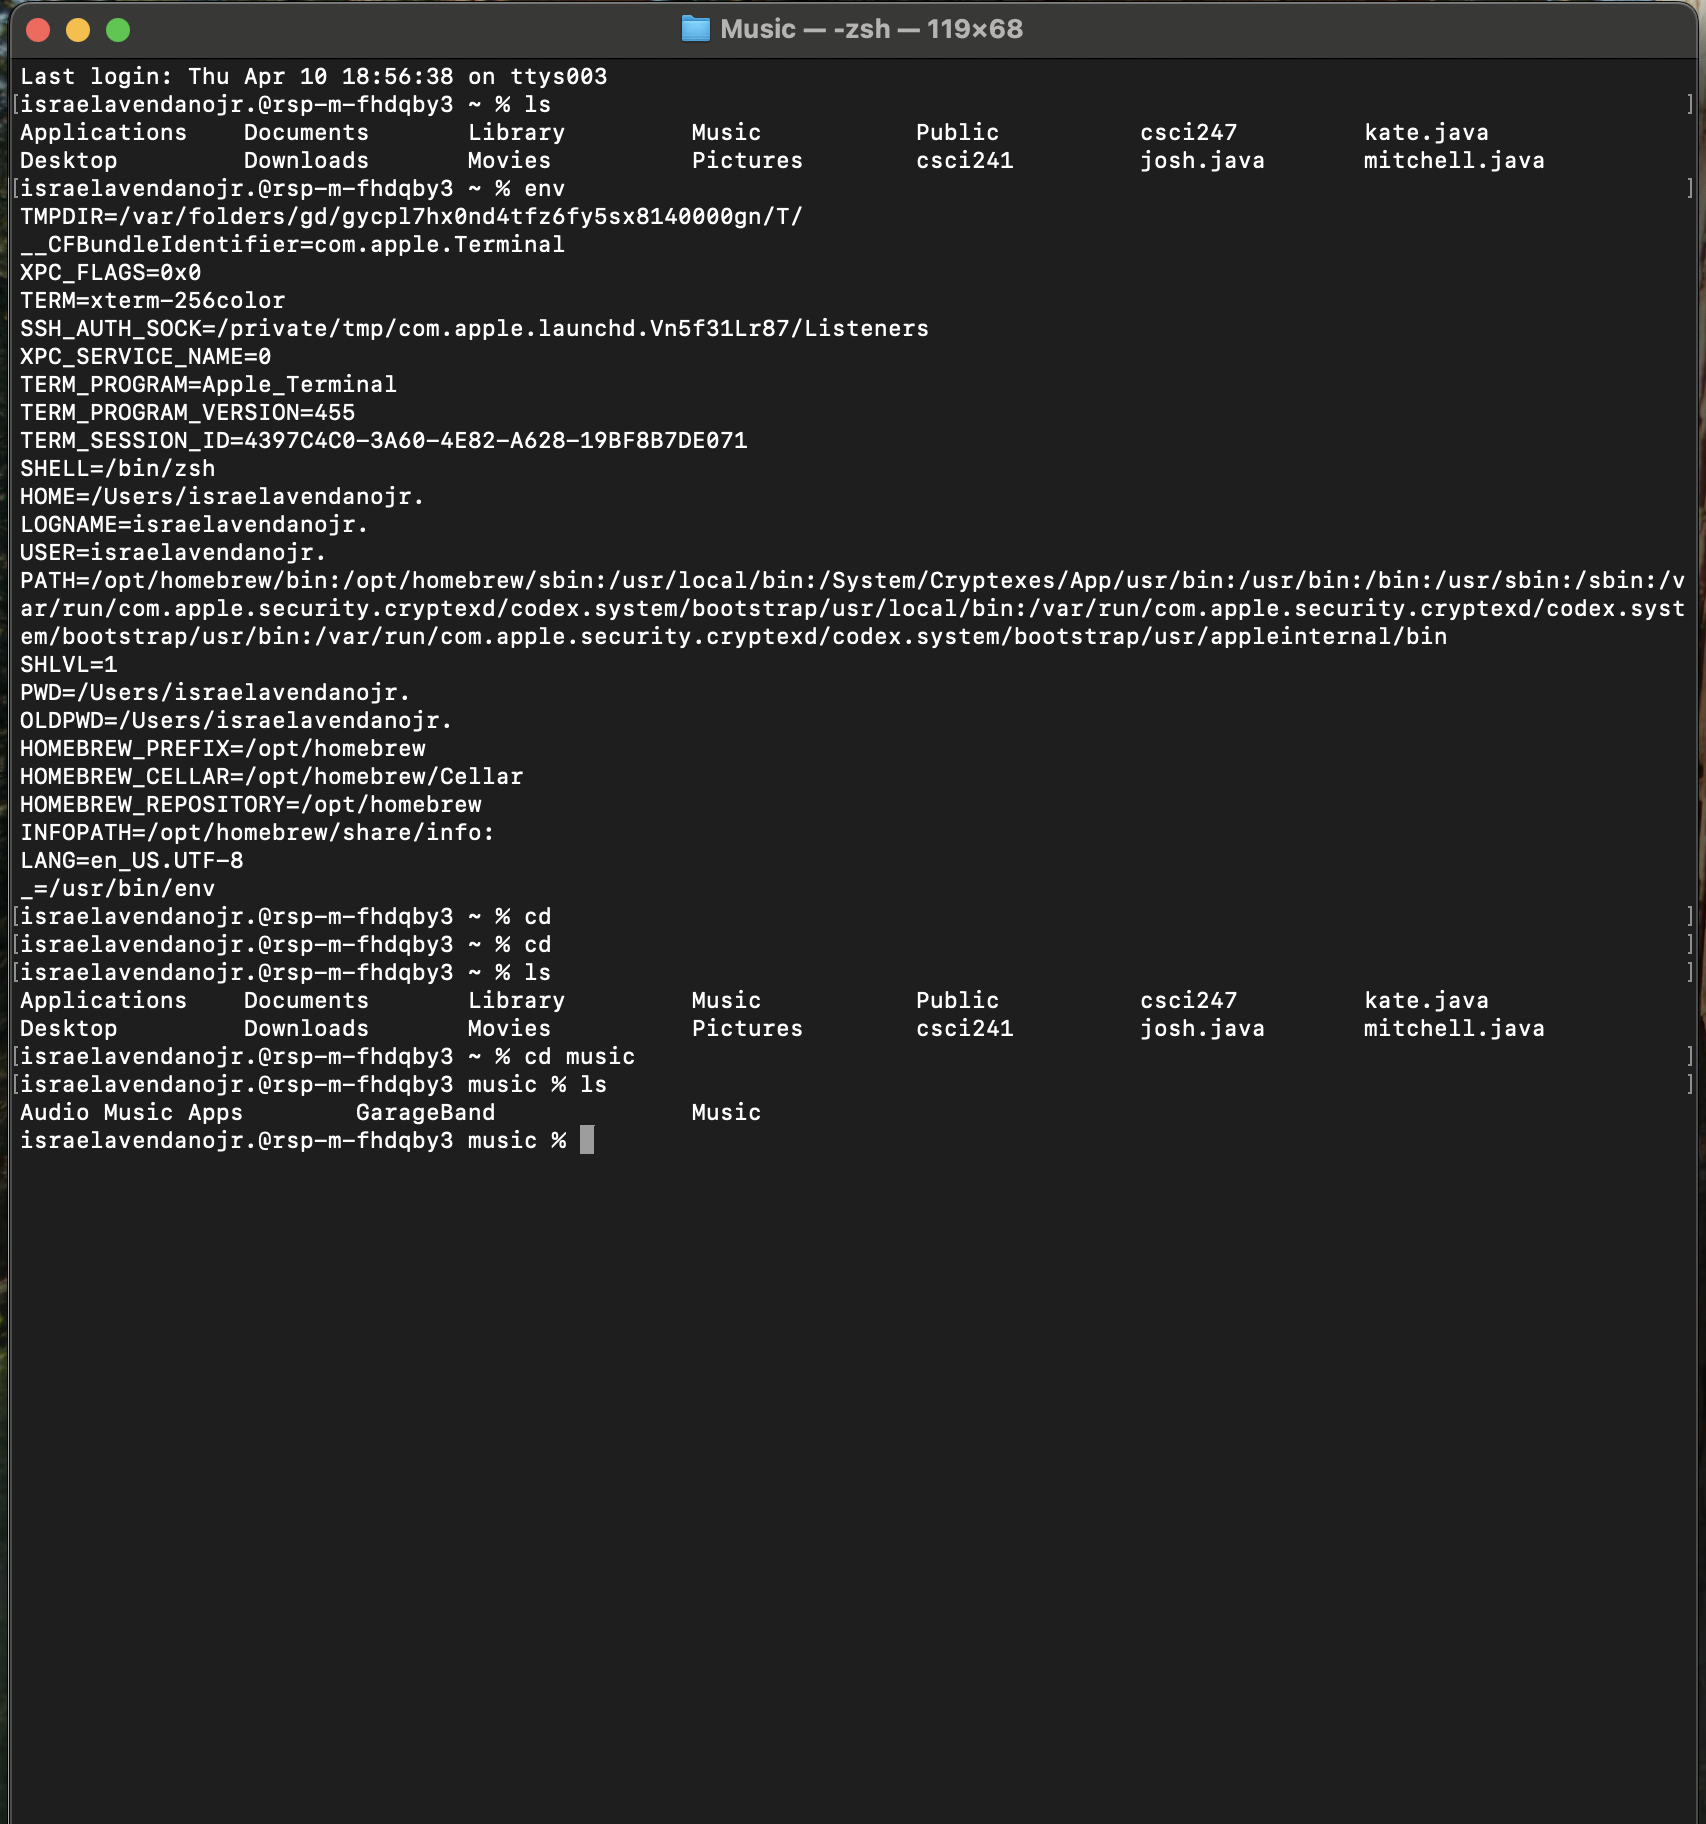 Music — -zsh — 119×68
Last login: Thu Apr 10 18:56:38 on ttys003
[israelavendanojr.@rsp-m-fhdqby3 ~ % ls ]
Applications Documents Library Music Public csci247 kate.java
Desktop Downloads Movies Pictures csci241 josh.java mitchell.java
[israelavendanojr.@rsp-m-fhdqby3 ~ % env ]
TMPDIR=/var/folders/gd/gycpl7hx0nd4tfz6fy5sx8140000gn/T/
__CFBundleIdentifier=com.apple.Terminal
XPC_FLAGS=0x0
TERM=xterm-256color
SSH_AUTH_SOCK=/private/tmp/com.apple.launchd.Vn5f31Lr87/Listeners
XPC_SERVICE_NAME=0
TERM_PROGRAM=Apple_Terminal
TERM_PROGRAM_VERSION=455
TERM_SESSION_ID=4397C4C0-3A60-4E82-A628-19BF8B7DE071
SHELL=/bin/zsh
HOME=/Users/israelavendanojr.
LOGNAME=israelavendanojr.
USER=israelavendanojr.
PATH=/opt/homebrew/bin:/opt/homebrew/sbin:/usr/local/bin:/System/Cryptexes/App/usr/bin:/usr/bin:/bin:/usr/sbin:/sbin:/v
ar/run/com.apple.security.cryptexd/codex.system/bootstrap/usr/local/bin:/var/run/com.apple.security.cryptexd/codex.syst
em/bootstrap/usr/bin:/var/run/com.apple.security.cryptexd/codex.system/bootstrap/usr/appleinternal/bin
SHLVL=1
PWD=/Users/israelavendanojr.
OLDPWD=/Users/israelavendanojr.
HOMEBREW_PREFIX=/opt/homebrew
HOMEBREW_CELLAR=/opt/homebrew/Cellar
HOMEBREW_REPOSITORY=/opt/homebrew
INFOPATH=/opt/homebrew/share/info:
LANG=en_US.UTF-8
_=/usr/bin/env
[israelavendanojr.@rsp-m-fhdqby3 ~ % cd ]
[israelavendanojr.@rsp-m-fhdqby3 ~ % cd ]
[israelavendanojr.@rsp-m-fhdqby3 ~ % ls ]
Applications Documents Library Music Public csci247 kate.java
Desktop Downloads Movies Pictures csci241 josh.java mitchell.java
[israelavendanojr.@rsp-m-fhdqby3 ~ % cd music ]
[israelavendanojr.@rsp-m-fhdqby3 music % ls ]
Audio Music Apps GarageBand Music
israelavendanojr.@rsp-m-fhdqby3 music %